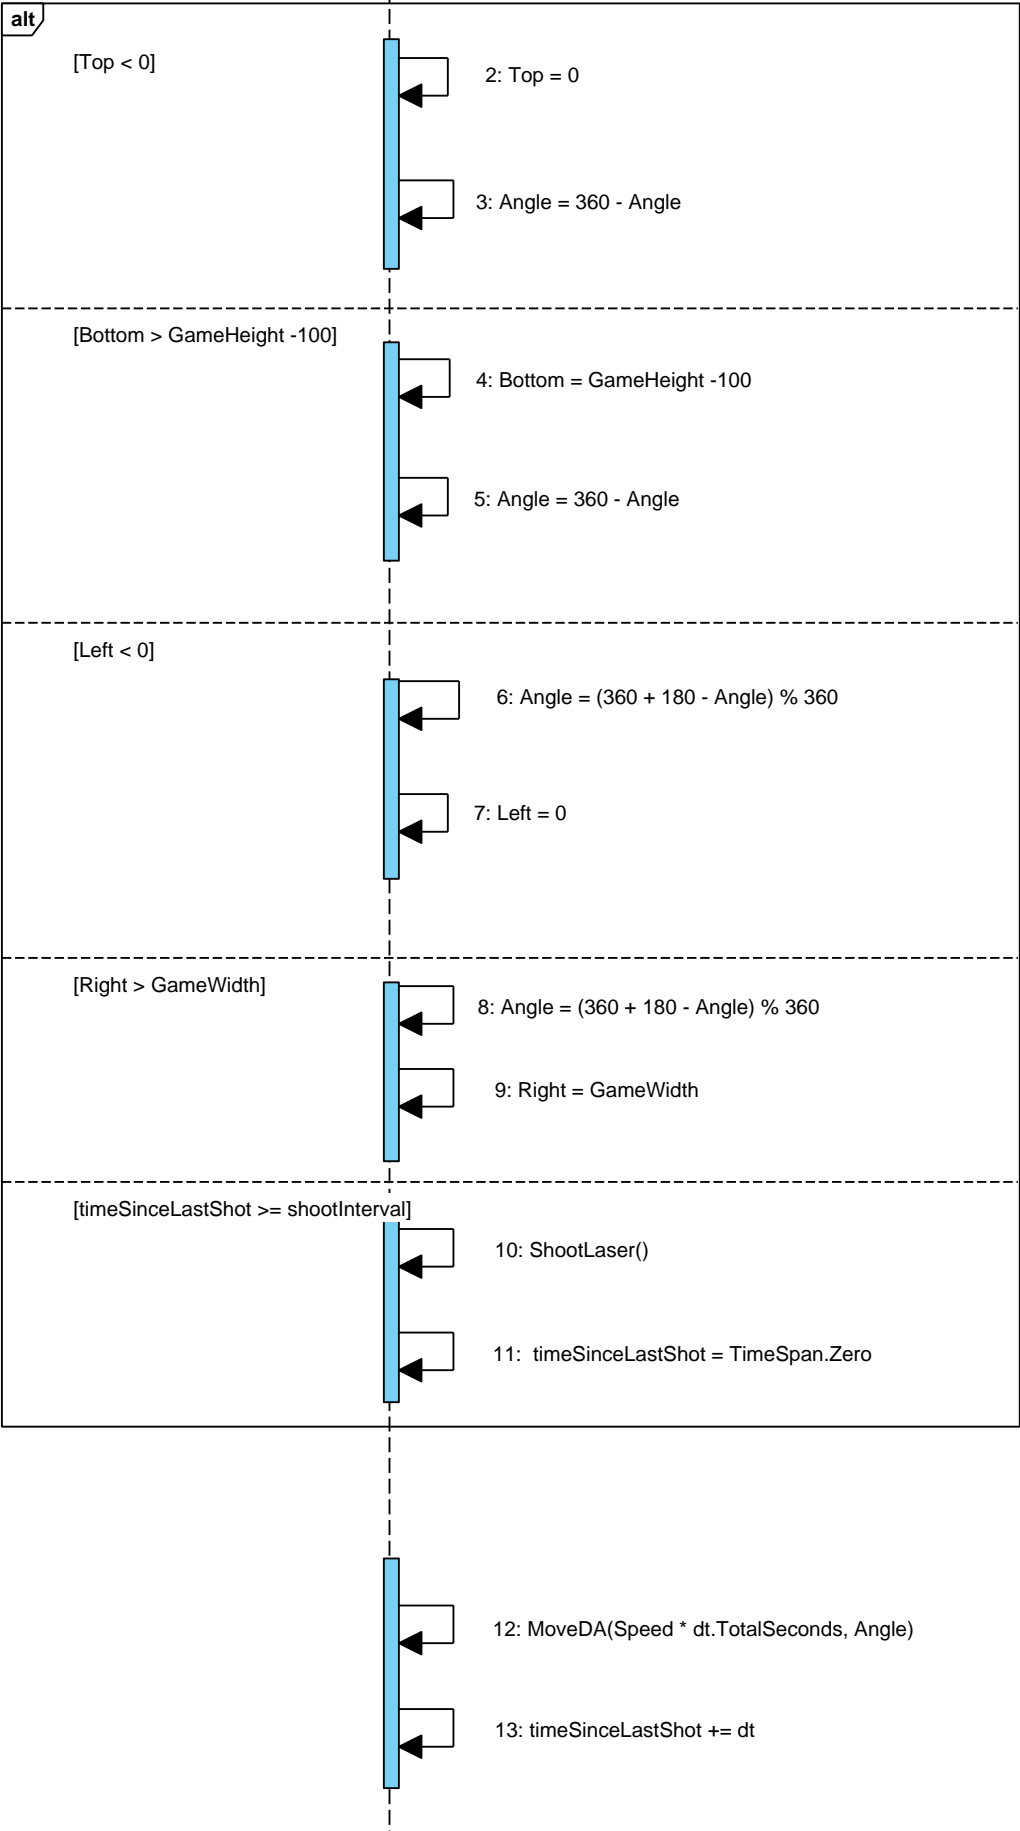 alt
[Top < 0]
2: Top = 0
3: Angle = 360 - Angle
[Bottom > GameHeight -100]
4: Bottom = GameHeight -100
5: Angle = 360 - Angle
[Left < 0]
6: Angle = (360 + 180 - Angle) % 360
7: Left = 0
[Right > GameWidth]
8: Angle = (360 + 180 - Angle) % 360
9: Right = GameWidth
[timeSinceLastShot >= shootInterval]
10: ShootLaser()
11:  timeSinceLastShot = TimeSpan.Zero
12: MoveDA(Speed * dt.TotalSeconds, Angle)
13: timeSinceLastShot += dt